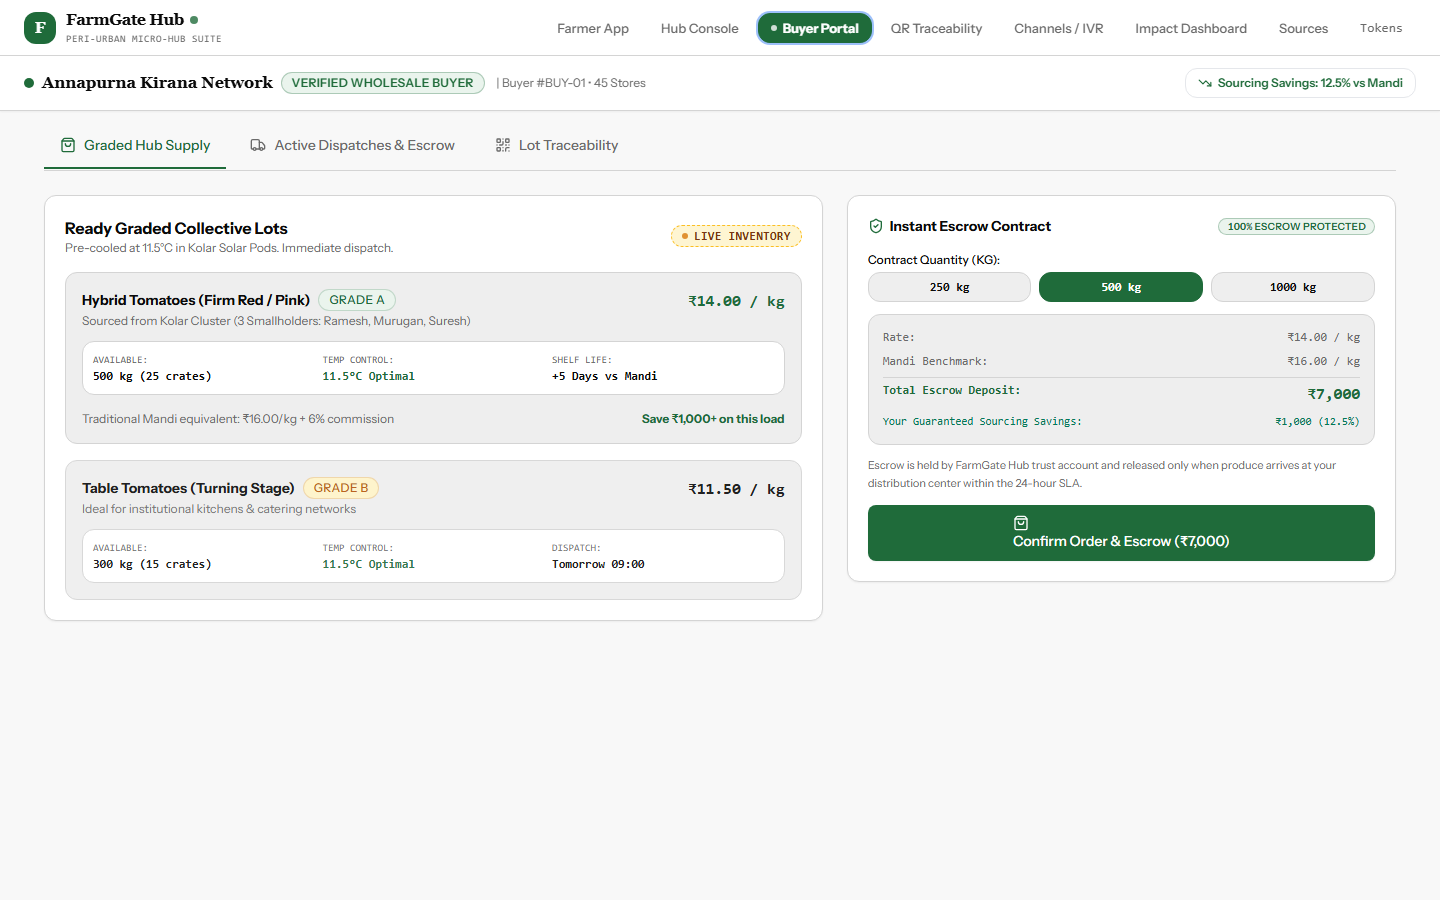 F
FarmGate Hub
PERI-URBAN MICRO-HUB SUITE
Farmer App
Hub Console
Buyer Portal
QR Traceability
Channels / IVR
Impact Dashboard
Sources
Tokens
Annapurna Kirana Network
VERIFIED WHOLESALE BUYER
| Buyer #BUY-01 • 45 Stores
Sourcing Savings: 12.5% vs Mandi
Graded Hub Supply
Active Dispatches & Escrow
Lot Traceability
Ready Graded Collective Lots
Pre-cooled at 11.5°C in Kolar Solar Pods. Immediate dispatch.
LIVE INVENTORY
Hybrid Tomatoes (Firm Red / Pink)
GRADE A
₹14.00 / kg
Sourced from Kolar Cluster (3 Smallholders: Ramesh, Murugan, Suresh)
AVAILABLE:
500 kg (25 crates)
TEMP CONTROL:
11.5°C Optimal
SHELF LIFE:
+5 Days vs Mandi
Traditional Mandi equivalent: ₹16.00/kg + 6% commission
Save ₹1,000+ on this load
Table Tomatoes (Turning Stage)
GRADE B
₹11.50 / kg
Ideal for institutional kitchens & catering networks
AVAILABLE:
300 kg (15 crates)
TEMP CONTROL:
11.5°C Optimal
DISPATCH:
Tomorrow 09:00
Instant Escrow Contract
100% ESCROW PROTECTED
Contract Quantity (KG):
250 kg
500 kg
1000 kg
Rate:
₹14.00 / kg
Mandi Benchmark:
₹16.00 / kg
Total Escrow Deposit:
₹7,000
Your Guaranteed Sourcing Savings:
₹1,000 (12.5%)
Escrow is held by FarmGate Hub trust account and released only when produce arrives at your
distribution center within the 24-hour SLA.
Confirm Order & Escrow (₹7,000)